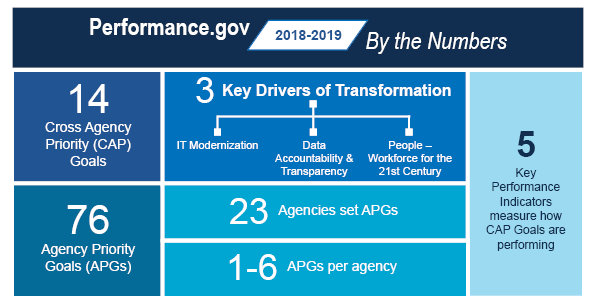 Performance.gov
2018-2019
By the Numbers
14
Cross Agency
Priority (CAP)
Goals
3 Key Drivers of Transformation
IT Modernization
Data
Accountability &
Transparency
People –
Workforce for the
21st Century
5
Key
Performance
Indicators
measure how
CAP Goals are
performing
76
Agency Priority
Goals (APGs)
23 Agencies set APGs
1-6 APGs per agency